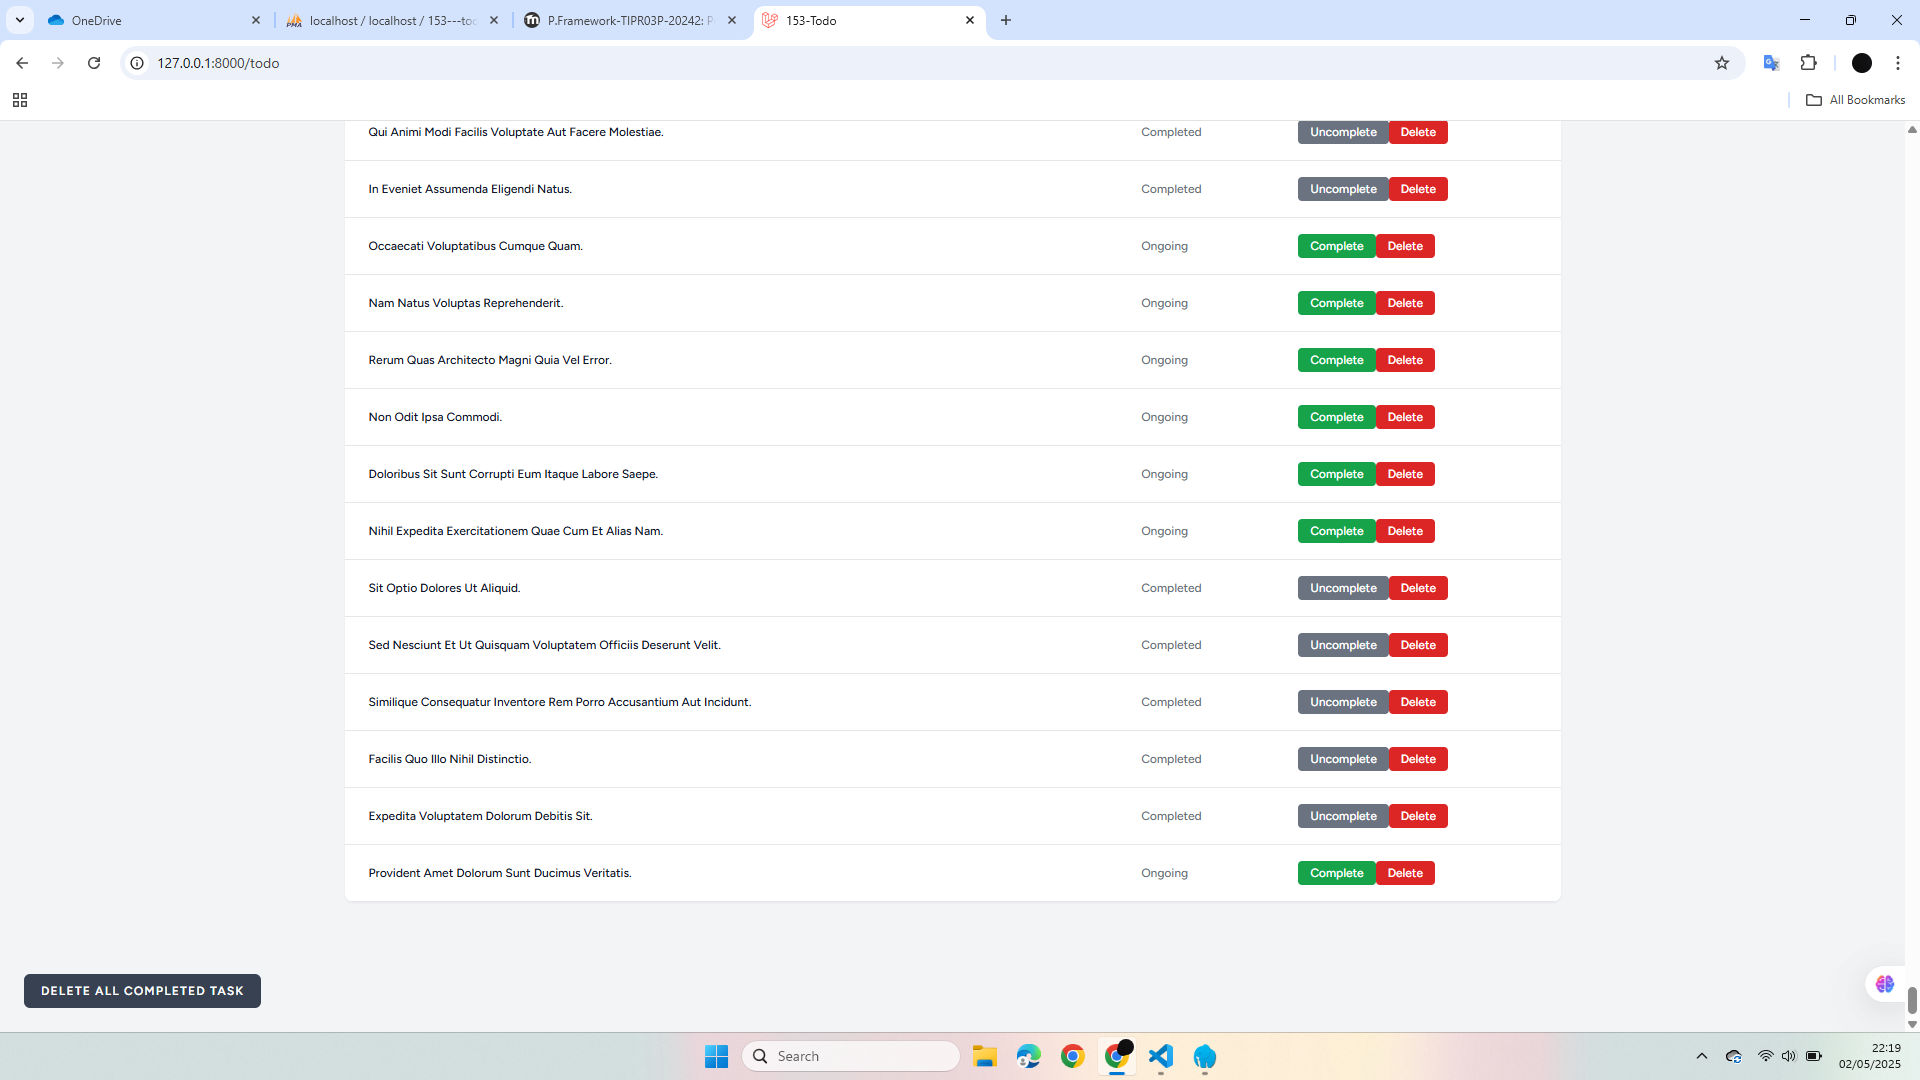 OneDrive
localhost / localhost / 153---to
P.Framework-TIPR03P-20242: P
153-Todo
127.0.0.1:8000/todo
All Bookmarks
Qui Animi Modi Facilis Voluptate Aut Facere Molestiae. Completed Uncomplete Delete
In Eveniet Assumenda Eligendi Natus. Completed Uncomplete Delete
Occaecati Voluptatibus Cumque Quam. Ongoing Complete Delete
Nam Natus Voluptas Reprehenderit. Ongoing Complete Delete
Rerum Quas Architecto Magni Quia Vel Error. Ongoing Complete Delete
Non Odit Ipsa Commodi. Ongoing Complete Delete
Doloribus Sit Sunt Corrupti Eum Itaque Labore Saepe. Ongoing Complete Delete
Nihil Expedita Exercitationem Quae Cum Et Alias Nam. Ongoing Complete Delete
Sit Optio Dolores Ut Aliquid. Completed Uncomplete Delete
Sed Nesciunt Et Ut Quisquam Voluptatem Officiis Deserunt Velit. Completed Uncomplete Delete
Similique Consequatur Inventore Rem Porro Accusantium Aut Incidunt. Completed Uncomplete Delete
Facilis Quo Illo Nihil Distinctio. Completed Uncomplete Delete
Expedita Voluptatem Dolorum Debitis Sit. Completed Uncomplete Delete
Provident Amet Dolorum Sunt Ducimus Veritatis. Ongoing Complete Delete
DELETE ALL COMPLETED TASK
Search
22:19
02/05/2025